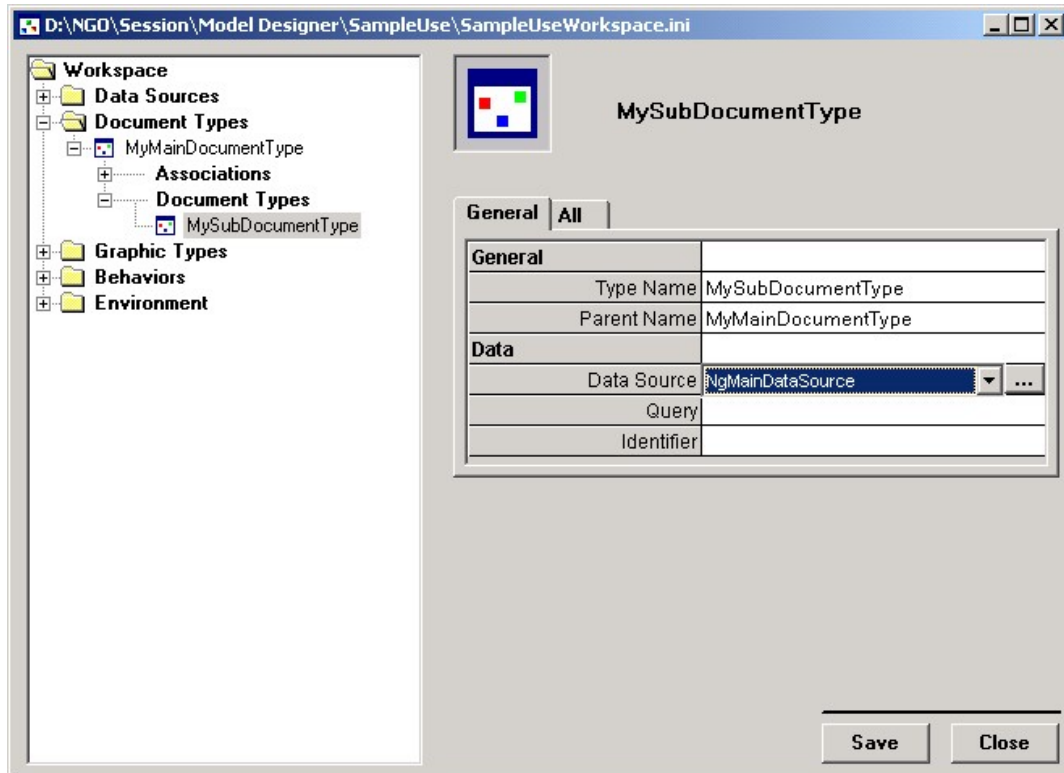 D:\NGO\Session\Model Designer\SampleUse\SampleUseWorkspace.ini
Workspace
Data Sources
Document Types
MyMainDocumentType
Associations
Document Types
MySubDocumentType
Graphic Types
Behaviors
Environment
MySubDocumentType
General All
General
Type Name MySubDocumentType
Parent Name MyMainDocumentType
Data
Data Source NgMainDataSource ...
Query
Identifier
Save Close